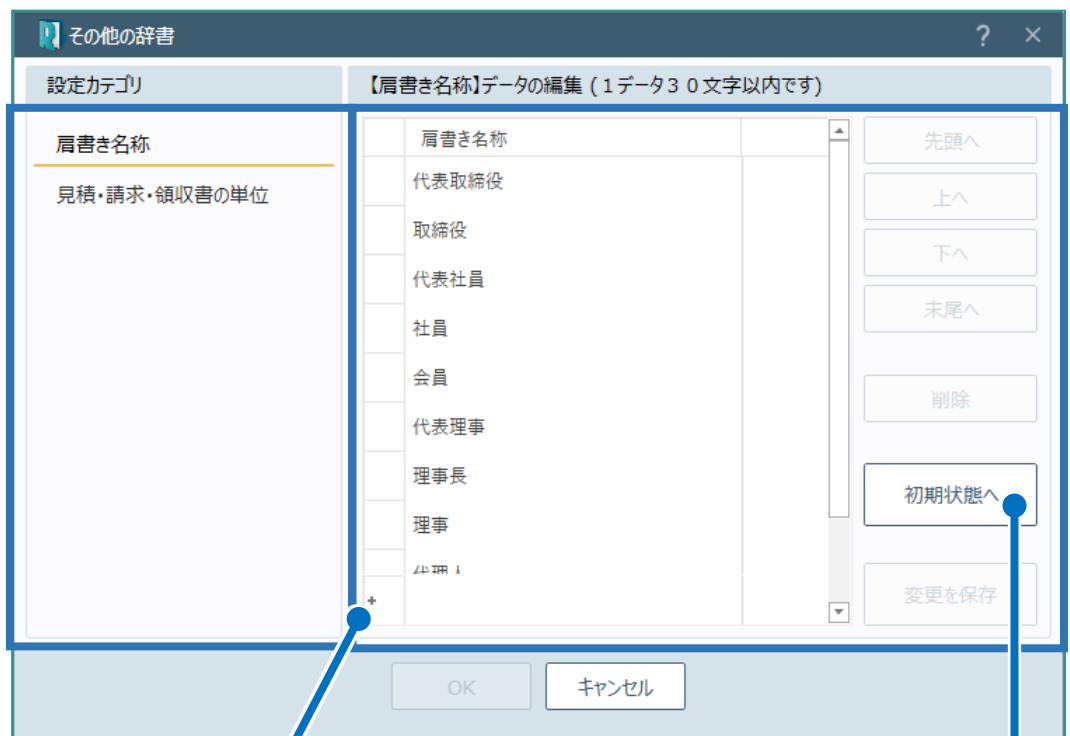 その他の辞書
? ×
設定カテゴリ
【肩書き名称】データの編集 (1データ30文字以内です)
肩書き名称
見積・請求・領収書の単位
肩書き名称
代表取締役
取締役
代表社員
社員
会員
代表理事
理事長
理事
代理人
+
先頭へ
上へ
下へ
末尾へ
削除
初期状態へ
変更を保存
OK
キャンセル